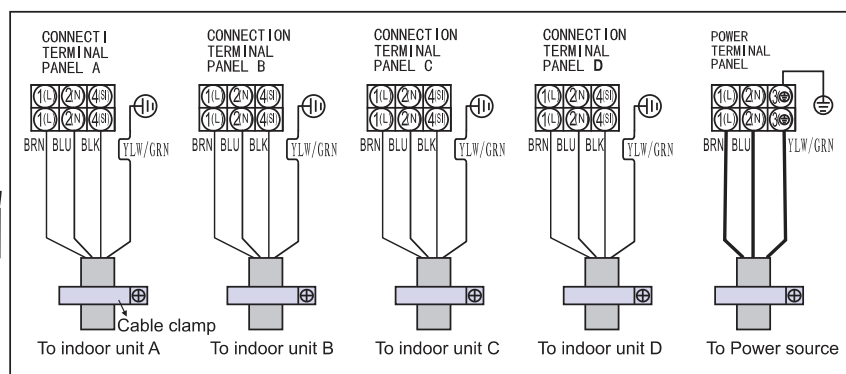 CONNECTI
TERMINAL
PANEL A
1(L) 2(N) 4(SI)
1(L) 2(N) 4(SI)
BRN BLU BLK YLW/GRN
Cable clamp
To indoor unit A
CONNECTION
TERMINAL
PANEL B
1(L) 2(N) 4(SI)
1(L) 2(N) 4(SI)
BRN BLU BLK YLW/GRN
To indoor unit B
CONNECTION
TERMINAL
PANEL C
1(L) 2(N) 4(SI)
1(L) 2(N) 4(SI)
BRN BLU BLK YLW/GRN
To indoor unit C
CONNECTION
TERMINAL
PANEL D
1(L) 2(N) 4(SI)
1(L) 2(N) 4(SI)
BRN BLU BLK YLW/GRN
To indoor unit D
POWER
TERMINAL
PANEL
1(L) 2(N) 3
1(L) 2(N) 3
BRN BLU YLW/GRN
To Power source